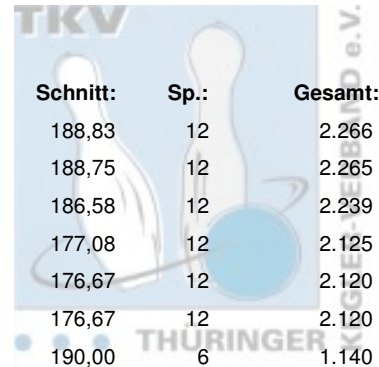 TKV
Schnitt: Sp.: Gesamt:
188,83 12 2.266
188,75 12 2.265
186,58 12 2.239
177,08 12 2.125
176,67 12 2.120
176,67 12 2.120
THÜRINGER
190,00 6 1.140
KEGLER-VERBAND e.V.